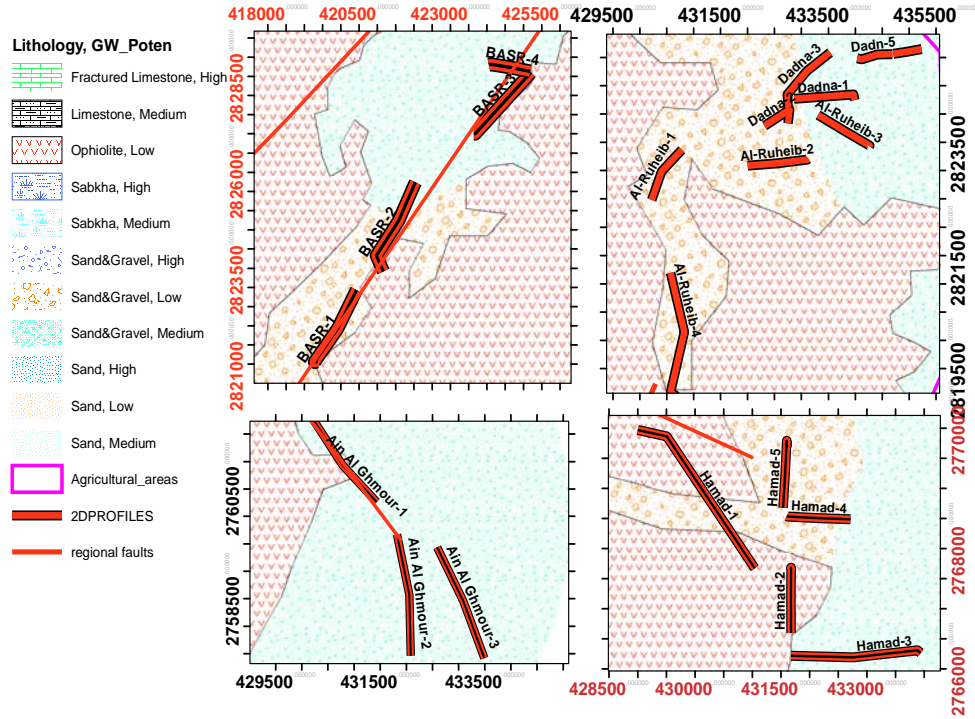 Lithology, GW_Poten
Fractured Limestone, High
Limestone, Medium
Ophiolite, Low
Sabkha, High
Sabkha, Medium
Sand&Gravel, High
Sand&Gravel, Low
Sand&Gravel, Medium
Sand, High
Sand, Low
Sand, Medium
Agricultural_areas
2DPROFILES
regional faults
418000
420500
423000
425500
2828500
2826000
2823500
2821000
BASR-4
BASR-3
BASR-2
BASR-1
429500
431500
433500
435500
2823500
2821500
2819500
Dadna-3
Dadn-5
Dadna-1
Dadna-2
Al-Ruheib-3
Al-Ruheib-2
Al-Ruheib-1
Al-Ruheib-4
2760500
2758500
429500
431500
433500
Ain Al Ghmour-1
Ain Al Ghmour-2
Ain Al Ghmour-3
2770000
2768000
2766000
428500
430000
431500
433000
Hamad-5
Hamad-1
Hamad-4
Hamad-2
Hamad-3